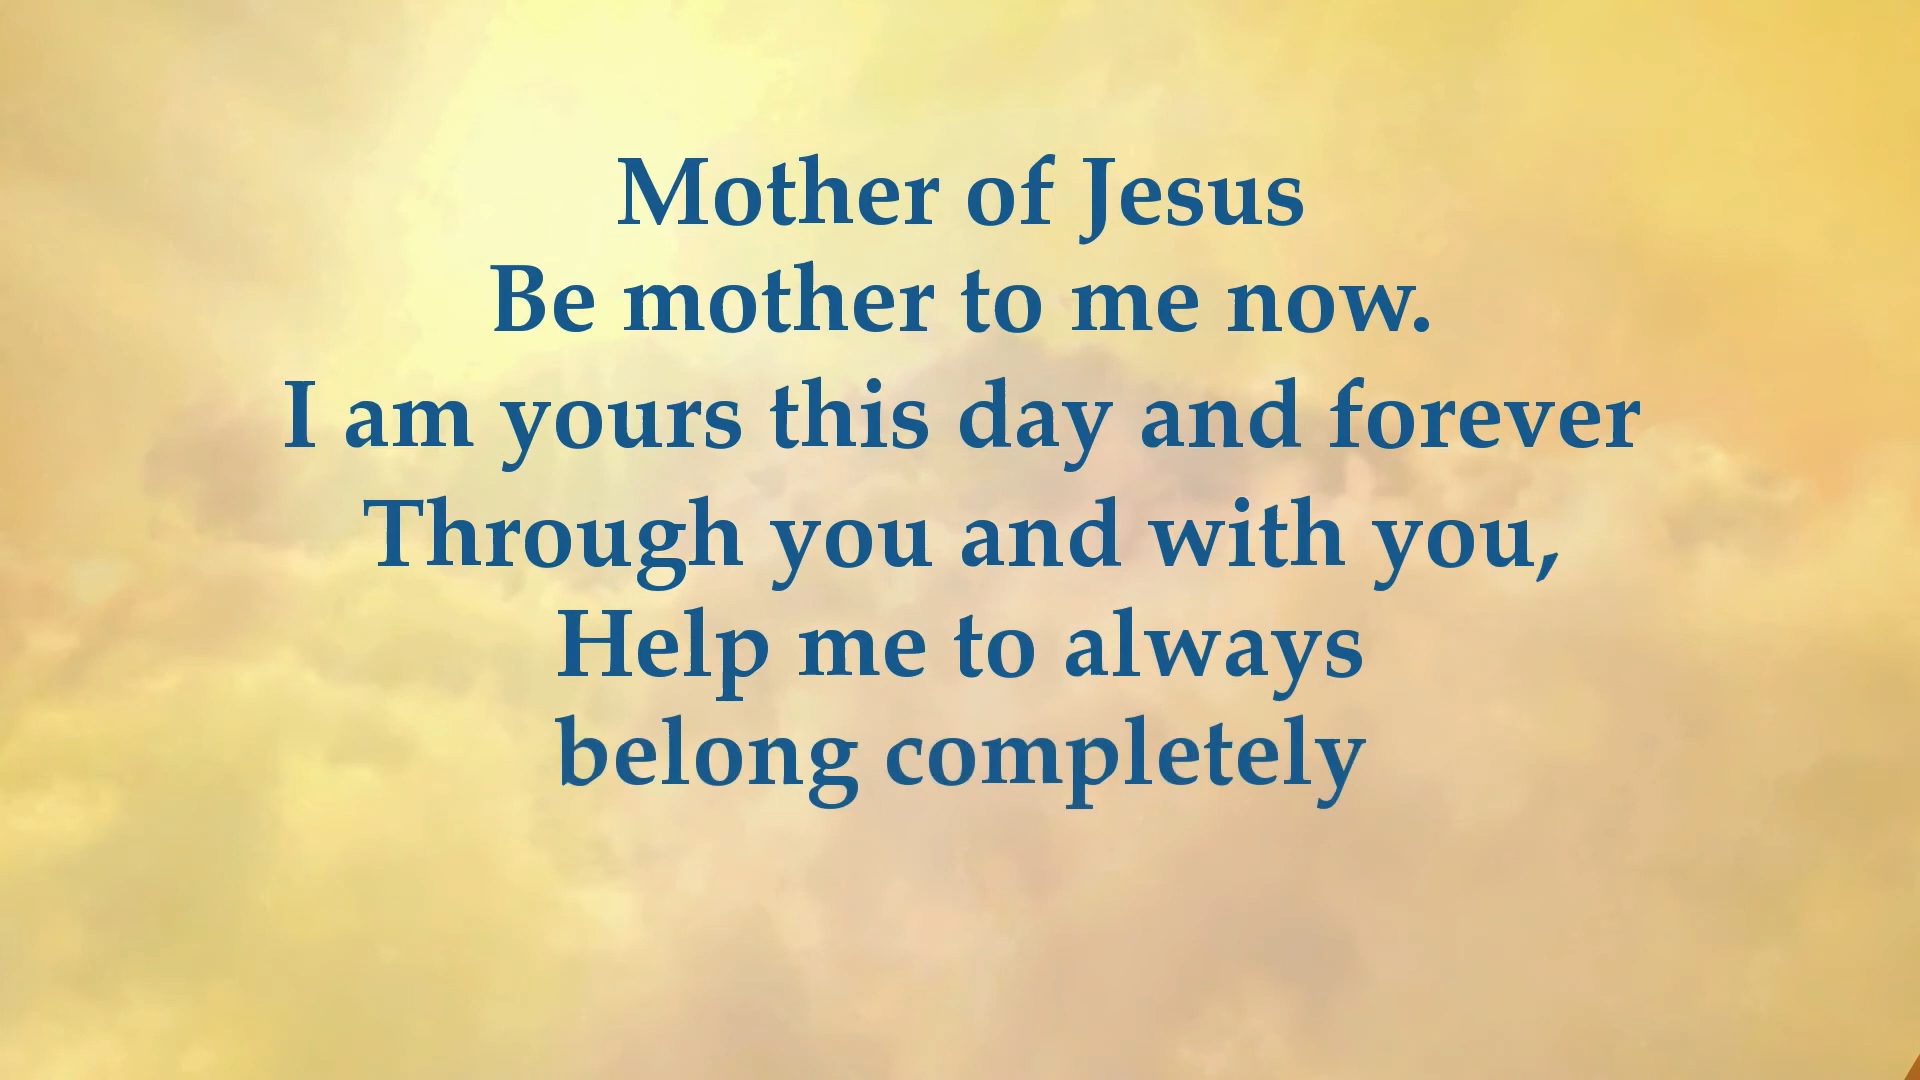 Mother of Jesus
Be mother to me now.
I am yours this day and forever
Through you and with you,
Help me to always
belong completely